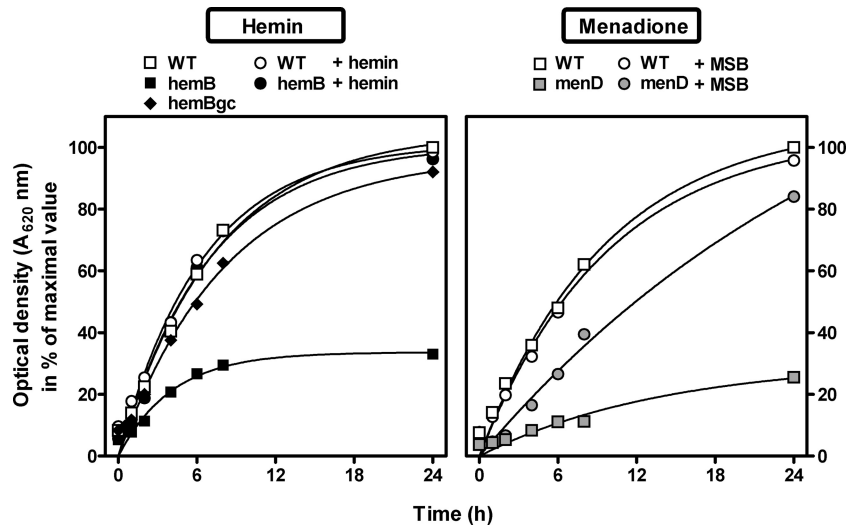 Hemin Menadione
WT WT + hemin WT WT + MSB
hemB hemB + hemin menD menD + MSB
hemBgc
Optical density (A620 nm)
in % of maximal value
100 100
80 80
60 60
40 40
20 20
0 0
0 6 12 18 24 0 6 12 18 24
Time (h)